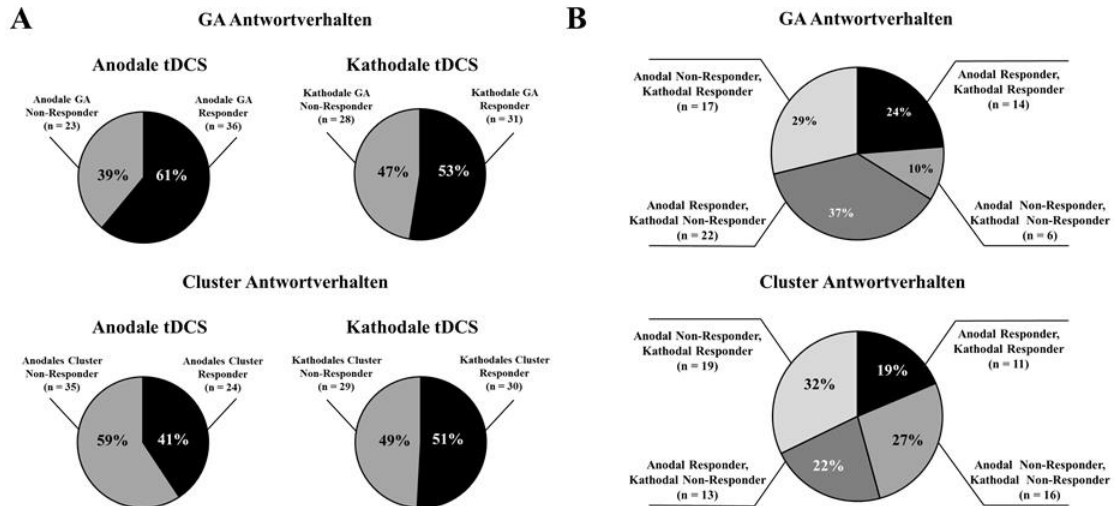 A
GA Antwortverhalten
Anodale tDCS
Anodale GA
Non-Responder
(n = 23)
Anodale GA
Responder
(n = 36)
39%
61%
Kathodale tDCS
Kathodale GA
Non-Responder
(n = 28)
Kathodale GA
Responder
(n = 31)
47%
53%
Cluster Antwortverhalten
Anodale tDCS
Anodales Cluster
Non-Responder
(n = 35)
Anodales Cluster
Responder
(n = 24)
59%
41%
Kathodale tDCS
Kathodales Cluster
Non-Responder
(n = 29)
Kathodales Cluster
Responder
(n = 30)
49%
51%
B
GA Antwortverhalten
Anodal Non-Responder,
Kathodal Responder
(n = 17)
Anodal Responder,
Kathodal Responder
(n = 14)
29%
24%
10%
37%
Anodal Responder,
Kathodal Non-Responder
(n = 22)
Anodal Non-Responder,
Kathodal Non-Responder
(n = 6)
Cluster Antwortverhalten
Anodal Non-Responder,
Kathodal Responder
(n = 19)
Anodal Responder,
Kathodal Responder
(n = 11)
32%
19%
27%
22%
Anodal Responder,
Kathodal Non-Responder
(n = 13)
Anodal Non-Responder,
Kathodal Non-Responder
(n = 16)